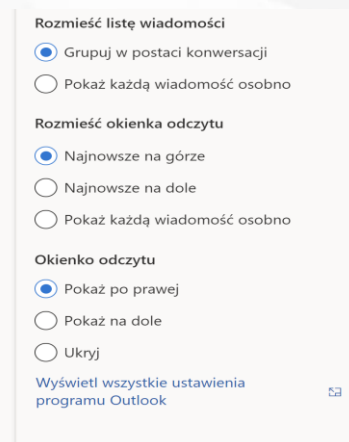 Rozmieść listę wiadomości
Grupuj w postaci konwersacji
Pokaż każdą wiadomość osobno
Rozmieść okienka odczytu
Najnowsze na górze
Najnowsze na dole
Pokaż każdą wiadomość osobno
Okienko odczytu
Pokaż po prawej
Pokaż na dole
Ukryj
Wyświetl wszystkie ustawienia
programu Outlook